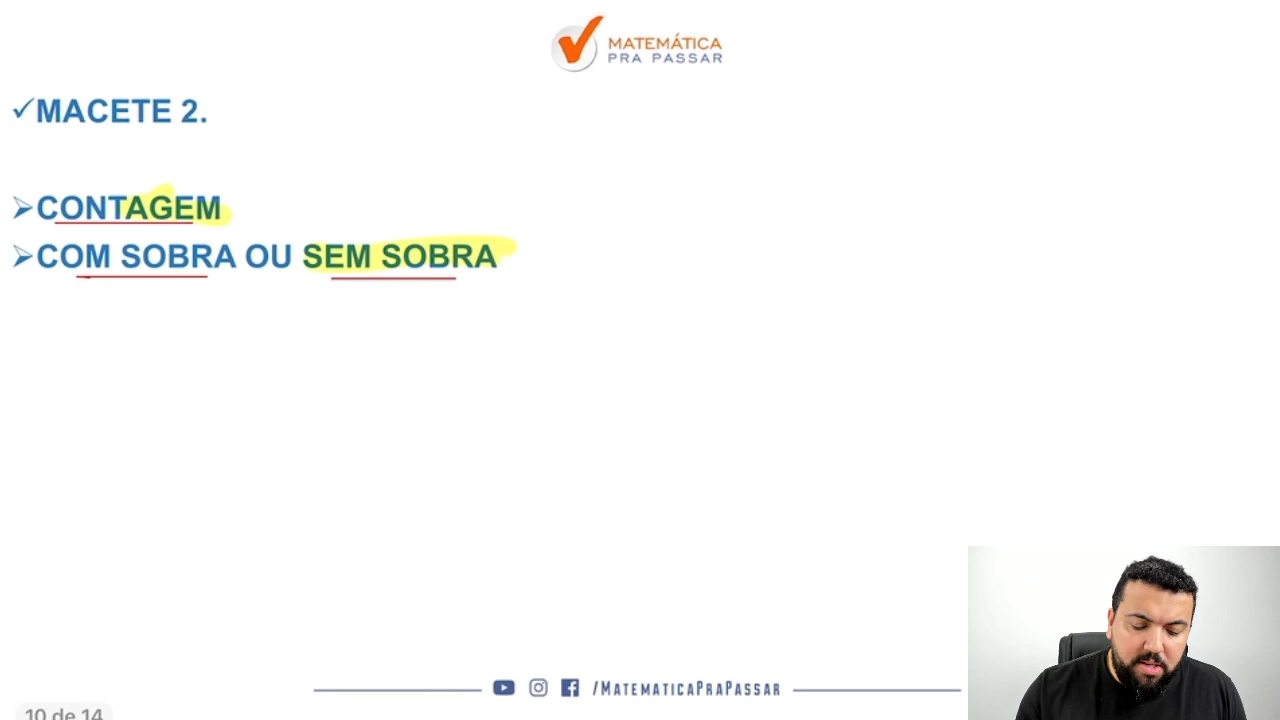 MATEMÁTICA
PRA PASSAR
MACETE 2.
CONTAGEM
COM SOBRA OU SEM SOBRA
/MATEMATICAPRAPASSAR
10 de 14